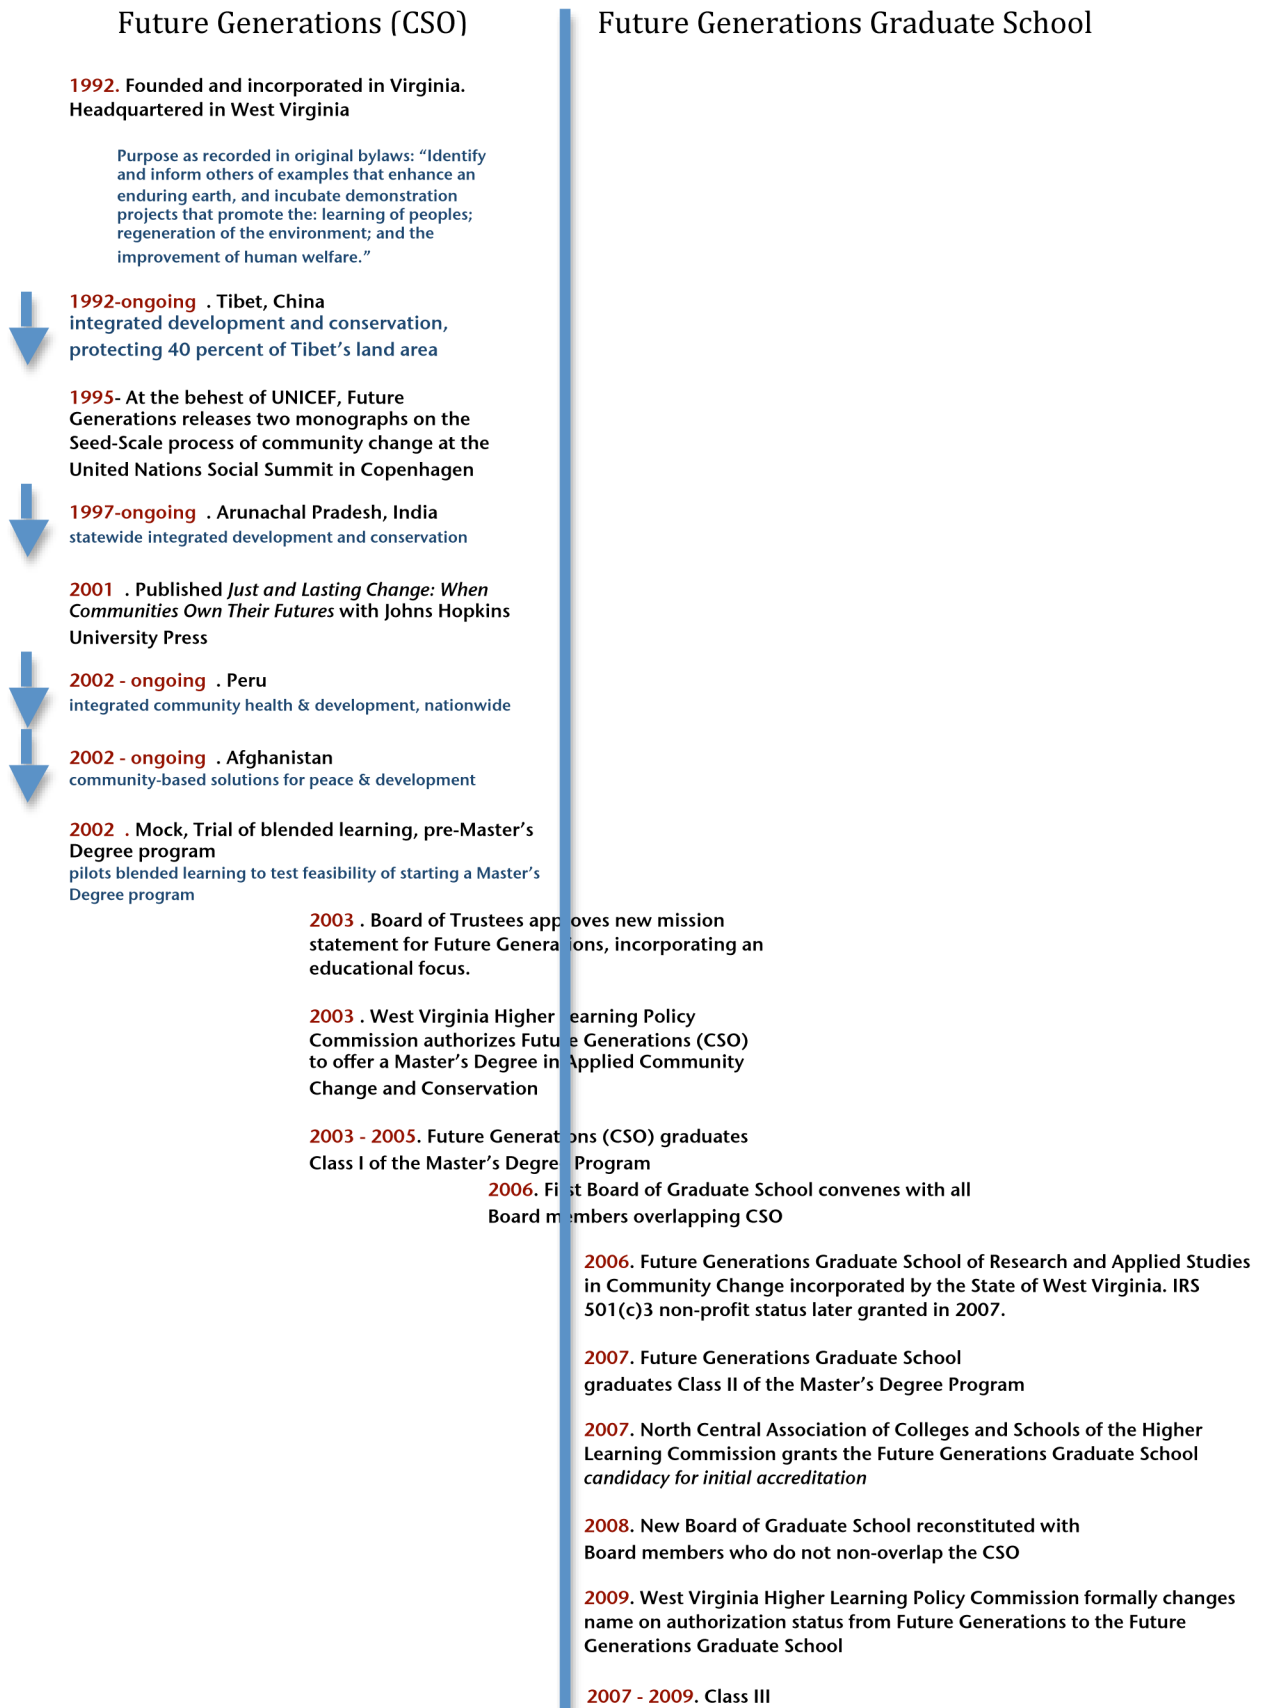 Future Generations (CSO)
Future Generations Graduate School
1992. Founded and incorporated in Virginia.
Headquartered in West Virginia
Purpose as recorded in original bylaws: “Identify
and inform others of examples that enhance an
enduring earth, and incubate demonstration
projects that promote the: learning of peoples;
regeneration of the environment; and the
improvement of human welfare.”
1992-ongoing . Tibet, China
integrated development and conservation,
protecting 40 percent of Tibet’s land area
1995- At the behest of UNICEF, Future
Generations releases two monographs on the
Seed-Scale process of community change at the
United Nations Social Summit in Copenhagen
1997-ongoing . Arunachal Pradesh, India
statewide integrated development and conservation
2001 . Published Just and Lasting Change: When
Communities Own Their Futures with Johns Hopkins
University Press
2002 - ongoing . Peru
integrated community health & development, nationwide
2002 - ongoing . Afghanistan
community-based solutions for peace & development
2002 . Mock, Trial of blended learning, pre-Master’s
Degree program
pilots blended learning to test feasibility of starting a Master’s
Degree program
2003 . Board of Trustees approves new mission
statement for Future Generations, incorporating an
educational focus.
2003 . West Virginia Higher Learning Policy
Commission authorizes Future Generations (CSO)
to offer a Master’s Degree in Applied Community
Change and Conservation
2003 - 2005. Future Generations (CSO) graduates
Class I of the Master’s Degree Program
2006. First Board of Graduate School convenes with all
Board members overlapping CSO
2006. Future Generations Graduate School of Research and Applied Studies
in Community Change incorporated by the State of West Virginia. IRS
501(c)3 non-profit status later granted in 2007.
2007. Future Generations Graduate School
graduates Class II of the Master’s Degree Program
2007. North Central Association of Colleges and Schools of the Higher
Learning Commission grants the Future Generations Graduate School
candidacy for initial accreditation
2008. New Board of Graduate School reconstituted with
Board members who do not non-overlap the CSO
2009. West Virginia Higher Learning Policy Commission formally changes
name on authorization status from Future Generations to the Future
Generations Graduate School
2007 - 2009. Class III